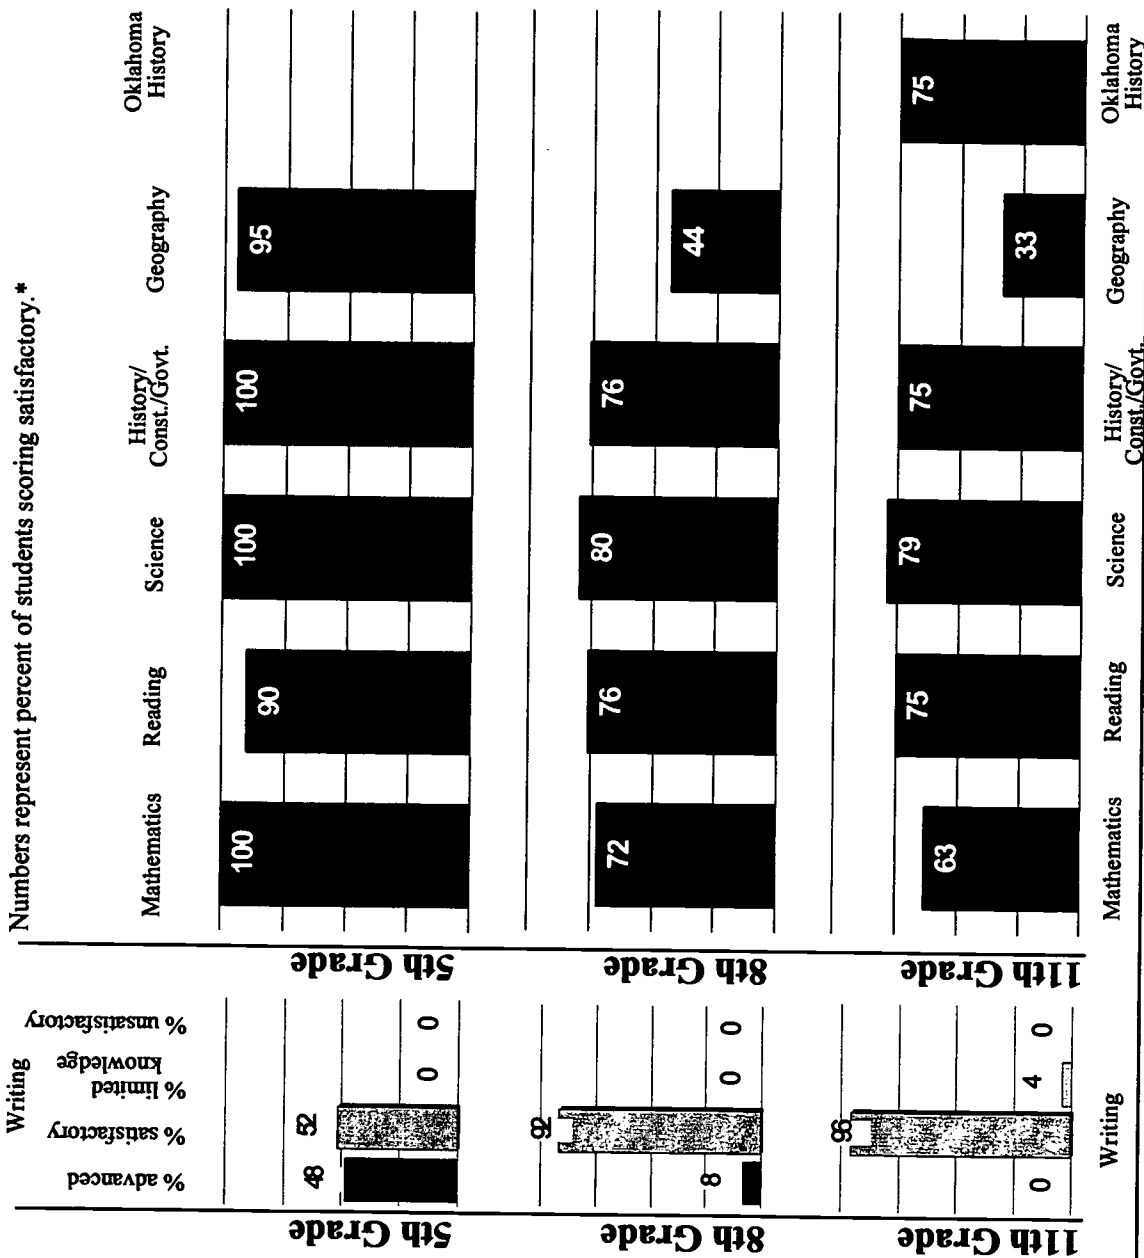 Numbers represent percent of students scoring satisfactory.*
Writing
% advanced
% satisfactory
% limited
knowledge
% unsatisfactory
Mathematics
Reading
Science
History/
Const./Govt.
Geography
Oklahoma
History
5th Grade
48
52
0
0
5th Grade
100
90
100
100
95
8th Grade
8
92
0
0
8th Grade
72
76
80
76
44
11th Grade
0
96
4
0
11th Grade
63
75
79
75
33
75
Writing
Mathematics
Reading
Science
History/
Const./Govt.
Geography
Oklahoma
History